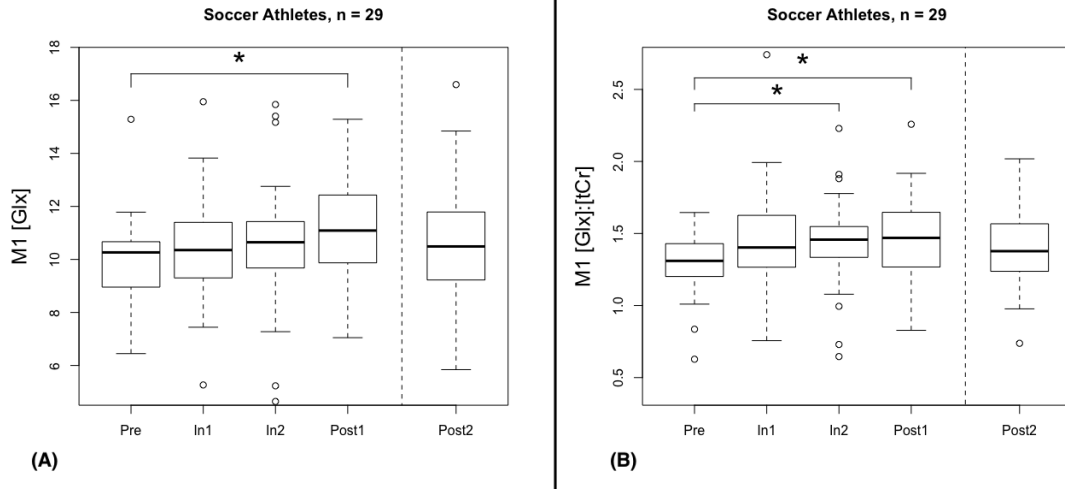 Soccer Athletes, n = 29
M1 [Glx]
18
16
14
12
10
8
6
*
Pre In1 In2 Post1 Post2
(A)
Soccer Athletes, n = 29
M1 [Glx]:[tCr]
2.5
2.0
1.5
1.0
0.5
*
*
Pre In1 In2 Post1 Post2
(B)